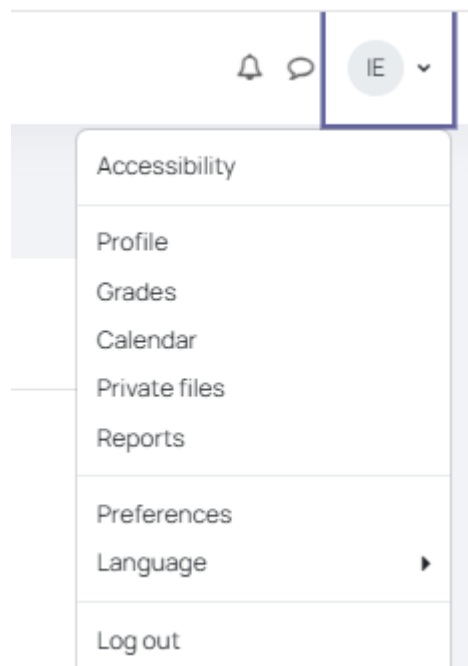 IE
Accessibility
Profile
Grades
Calendar
Private files
Reports
Preferences
Language
Log out